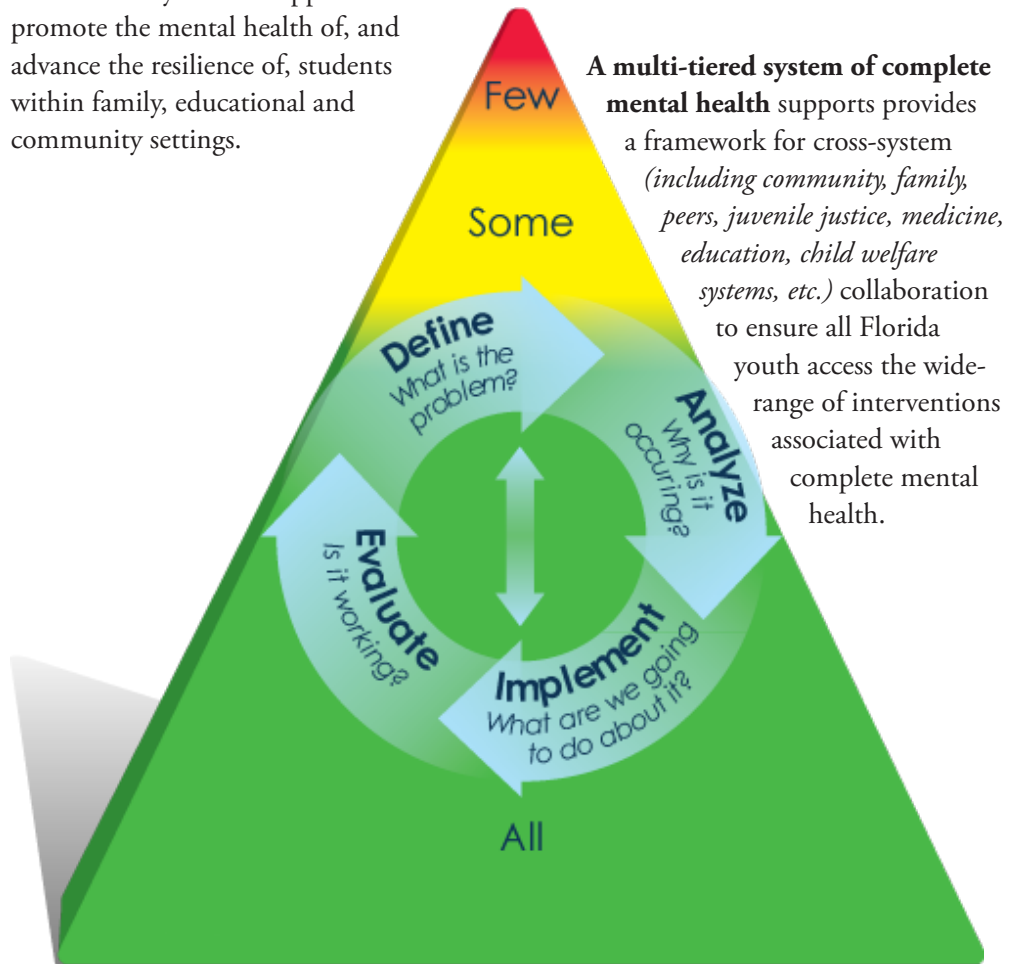 promote the mental health of, and
advance the resilience of, students
within family, educational and
community settings.
A multi-tiered system of complete
mental health supports provides
a framework for cross-system
(including community, family,
peers, juvenile justice, medicine,
education, child welfare
systems, etc.) collaboration
to ensure all Florida
youth access the wide-
range of interventions
associated with
complete mental
health.
Few
Some
Define
What is the
problem?
Analyze
Why is it
occuring?
Implement
What are we going
to do about it?
Evaluate
Is it working?
All